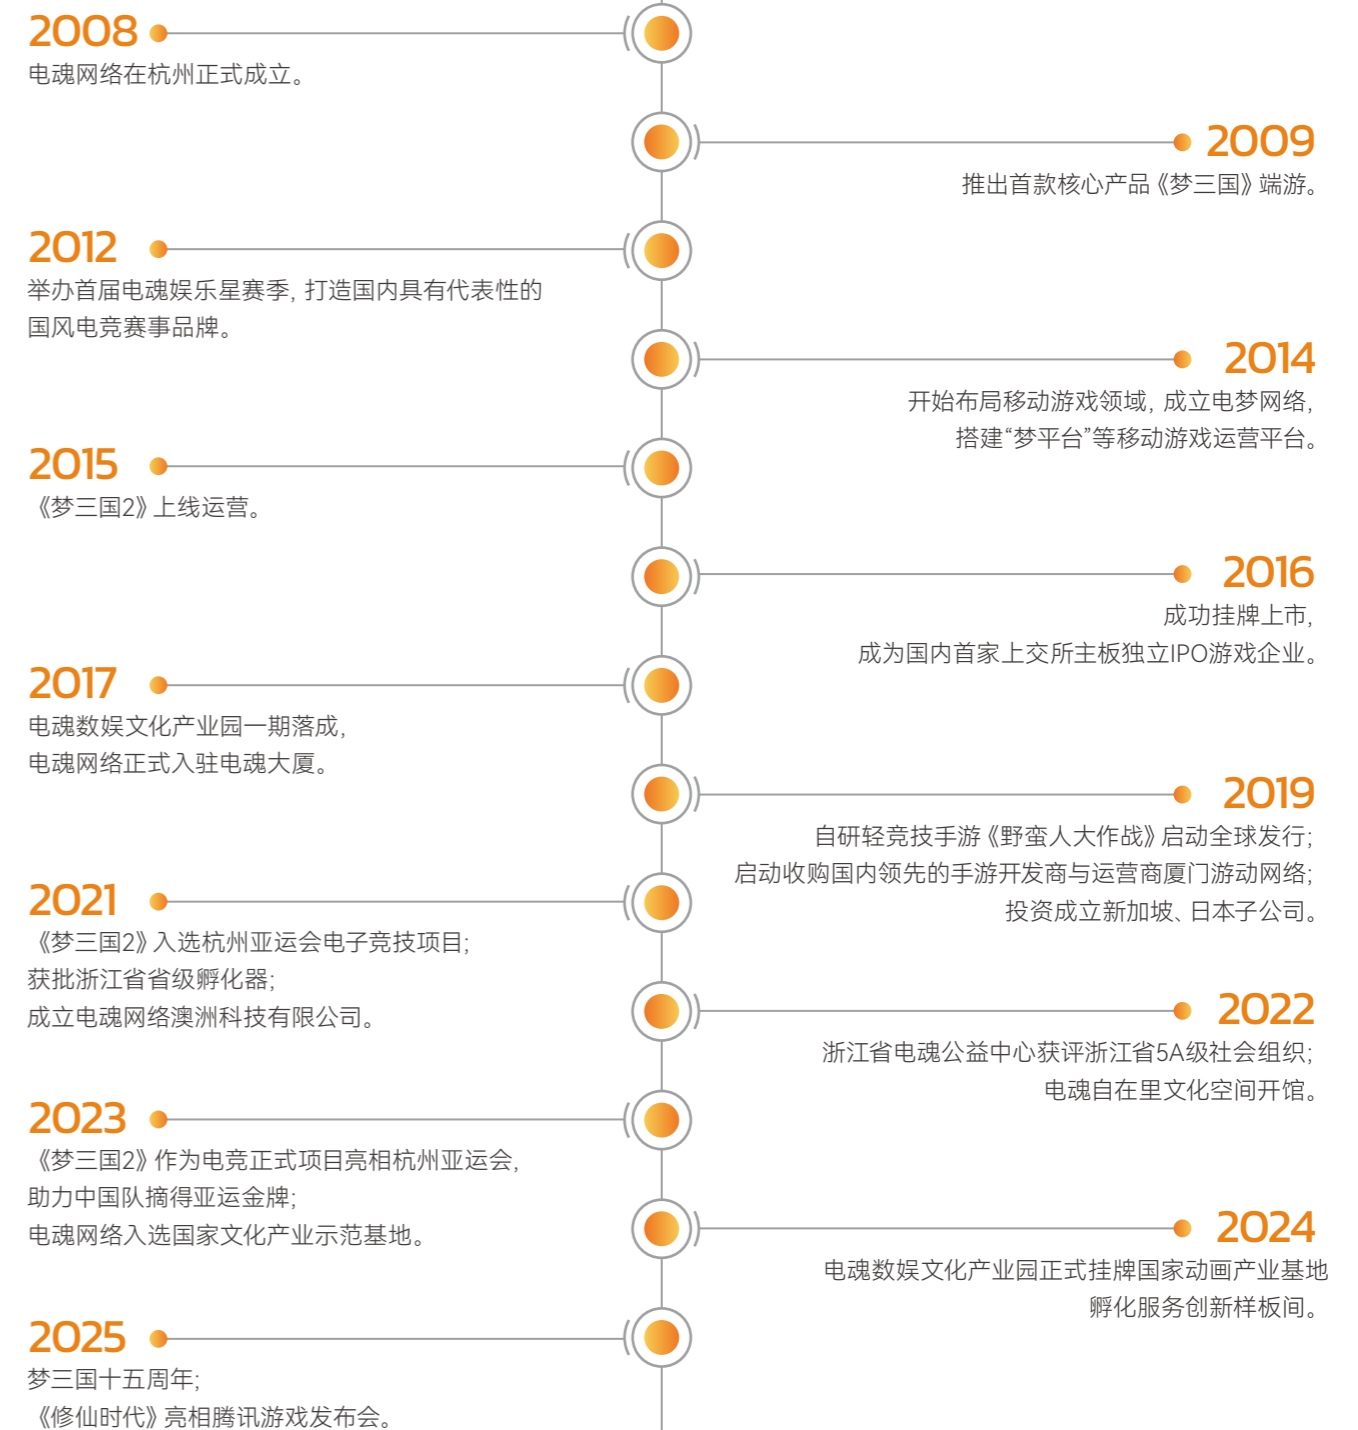 2008
电魂网络在杭州正式成立。
2009
推出首款核心产品《梦三国》端游。
2012
举办首届电魂娱乐星赛季, 打造国内具有代表性的
国风电竞赛事品牌。
2014
开始布局移动游戏领域, 成立电梦网络,
搭建“梦平台”等移动游戏运营平台。
2015
《梦三国2》上线运营。
2016
成功挂牌上市,
成为国内首家上交所主板独立IPO游戏企业。
2017
电魂数娱文化产业园一期落成,
电魂网络正式入驻电魂大厦。
2019
自研轻竞技手游《野蛮人大作战》启动全球发行;
启动收购国内领先的手游开发商与运营商厦门游动网络;
投资成立新加坡、日本子公司。
2021
《梦三国2》入选杭州亚运会电子竞技项目;
获批浙江省省级孵化器;
成立电魂网络澳洲科技有限公司。
2022
浙江省电魂公益中心获评浙江省5A级社会组织;
电魂自在里文化空间开馆。
2023
《梦三国2》作为电竞正式项目亮相杭州亚运会,
助力中国队摘得亚运金牌;
电魂网络入选国家文化产业示范基地。
2024
电魂数娱文化产业园正式挂牌国家动画产业基地
孵化服务创新样板间。
2025
梦三国十五周年;
《修仙时代》亮相腾讯游戏发布会。